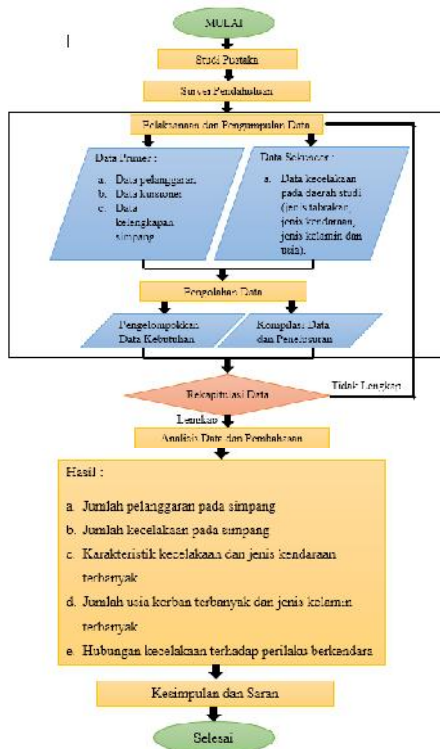 MULAI
Studi Pustaka
Survei Pendahuluan
Pelaksanaan dan Pengumpulan Data
Data Primer :
a. Data pelanggaran
b. Data kuesioner
c. Data
kelengkapan
simpang
Data Sekunder :
a. Data kecelakaan
pada daerah studi
(jenis tabrakan,
jenis kendaraan,
jenis kelamin dan
usia).
Pengolahan Data
Pengelompokkan
Data Kebutuhan
Kompilasi Data
dan Penelusuran
Rekapitulasi Data
Tidak Lengkap
Lengkap
Analisis Data dan Pembahasan
Hasil :
a. Jumlah pelanggaran pada simpang
b. Jumlah kecelakaan pada simpang
c. Karakteristik kecelakaan dan jenis kendaraan
terbanyak
d. Jumlah usia korban terbanyak dan jenis kelamin
terbanyak
e. Hubungan kecelakaan terhadap perilaku berkendara
Kesimpulan dan Saran
Selesai